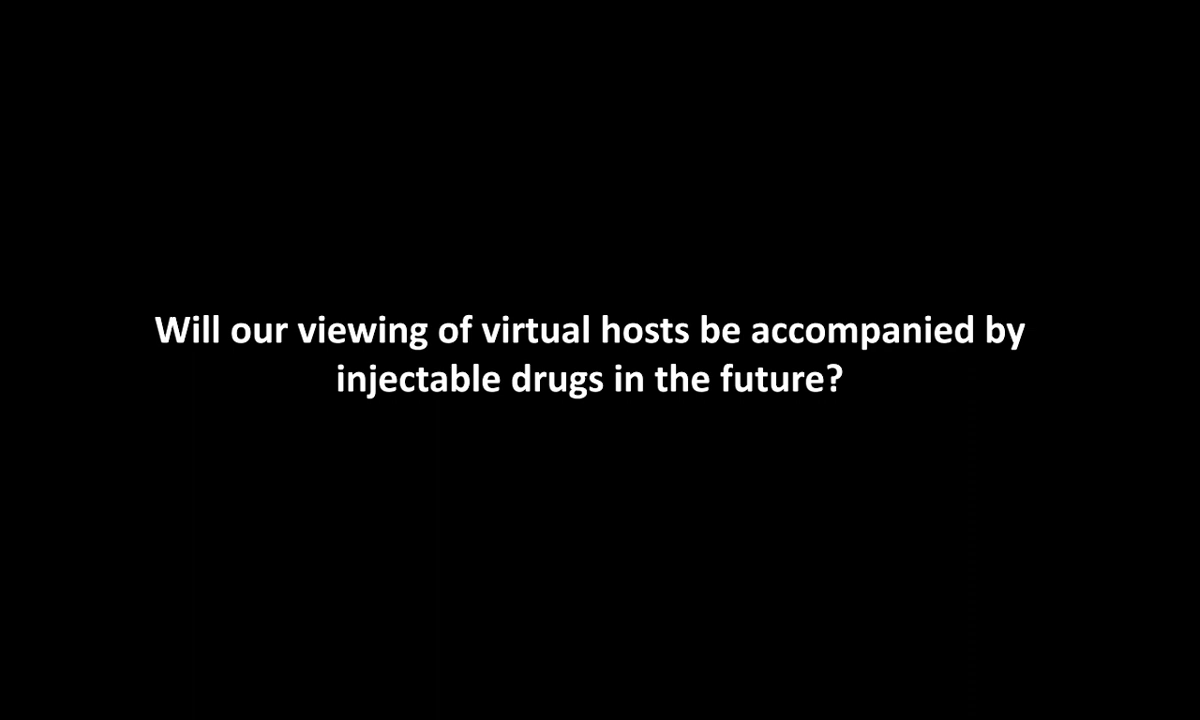 Will our viewing of virtual hosts be accompanied by
injectable drugs in the future?